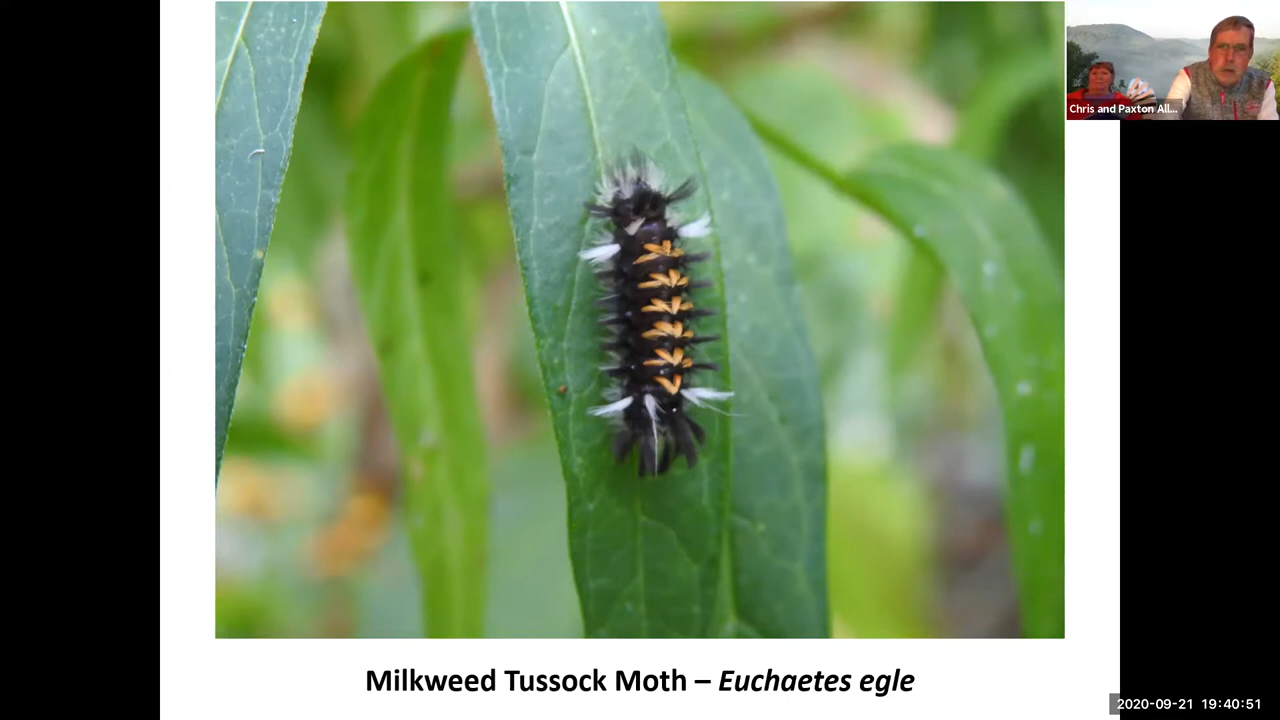 Chris and Paxton All...
Milkweed Tussock Moth – Euchaetes egle
2020-09-21 19:40:51